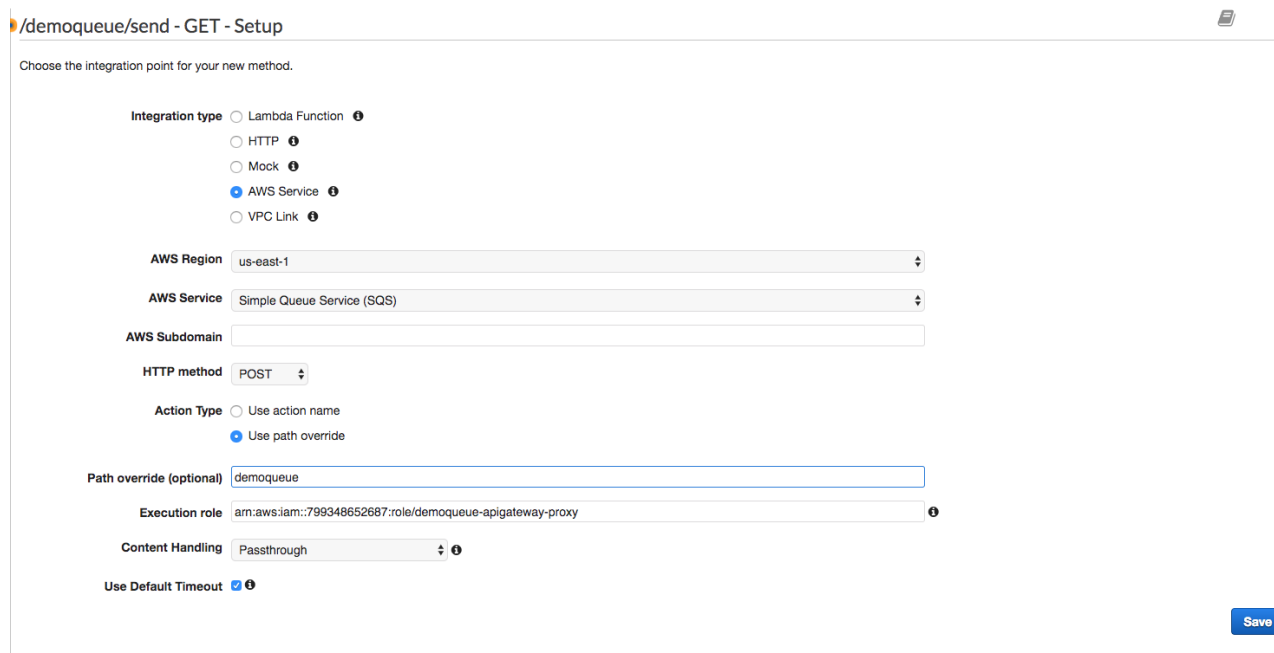 /demoqueue/send - GET - Setup
Choose the integration point for your new method.
Integration type Lambda Function
HTTP
Mock
AWS Service
VPC Link
AWS Region us-east-1
AWS Service Simple Queue Service (SQS)
AWS Subdomain
HTTP method POST
Action Type Use action name
Use path override
Path override (optional) demoqueue
Execution role arn:aws:iam::799348652687:role/demoqueue-apigateway-proxy
Content Handling Passthrough
Use Default Timeout
Save